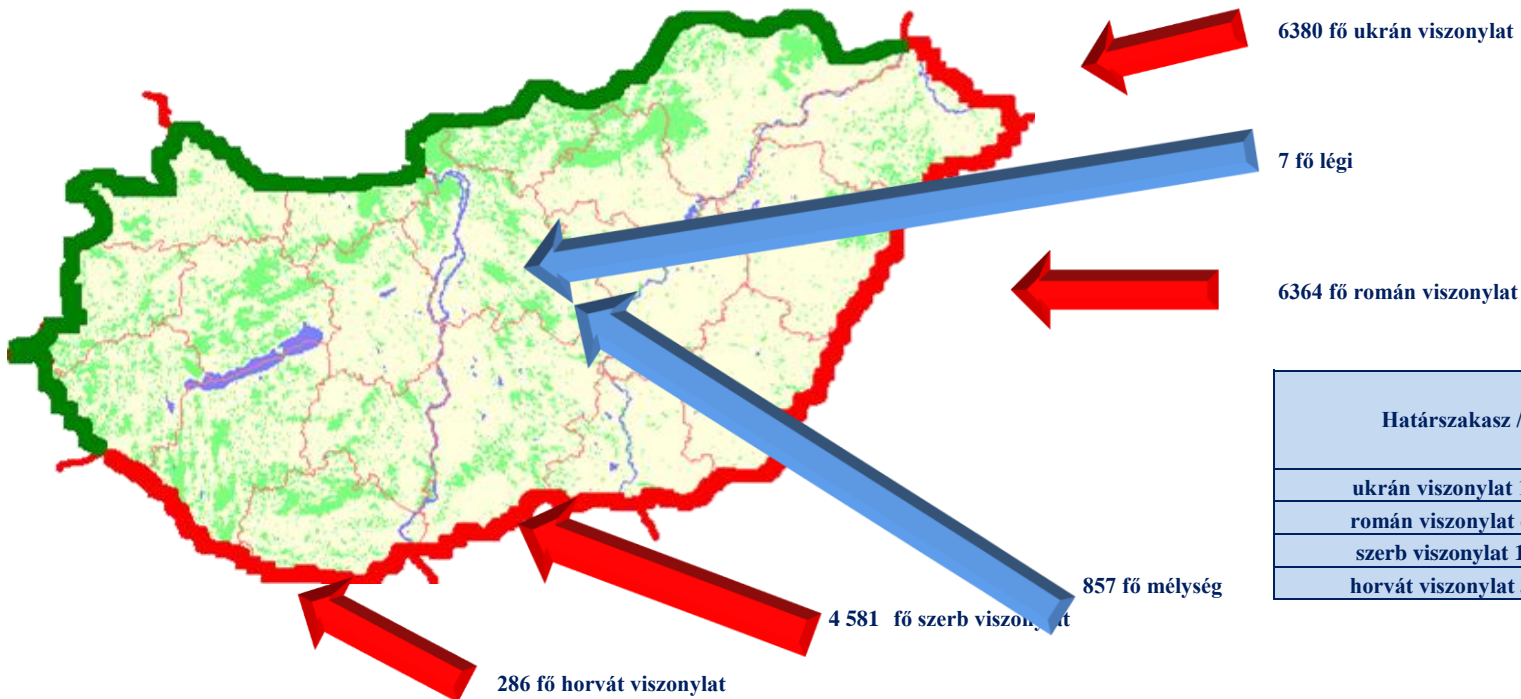 6380 fő ukrán viszonylat
7 fő légi
6364 fő román viszonylat
Határszakasz /
ukrán viszonylat
román viszonylat
szerb viszonylat 1
horvát viszonylat
857 fő mélység
4 581 fő szerb viszonylat
286 fő horvát viszonylat